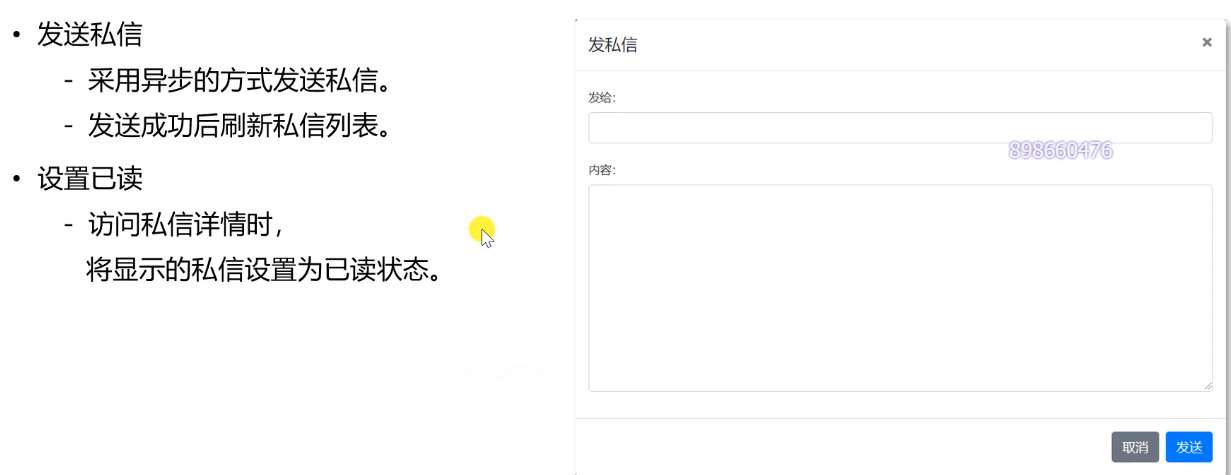 • 发送私信
- 采用异步的方式发送私信。
- 发送成功后刷新私信列表。
• 设置已读
- 访问私信详情时，
将显示的私信设置为已读状态。
发私信 ×
发给：
898660476
内容：
取消 发送